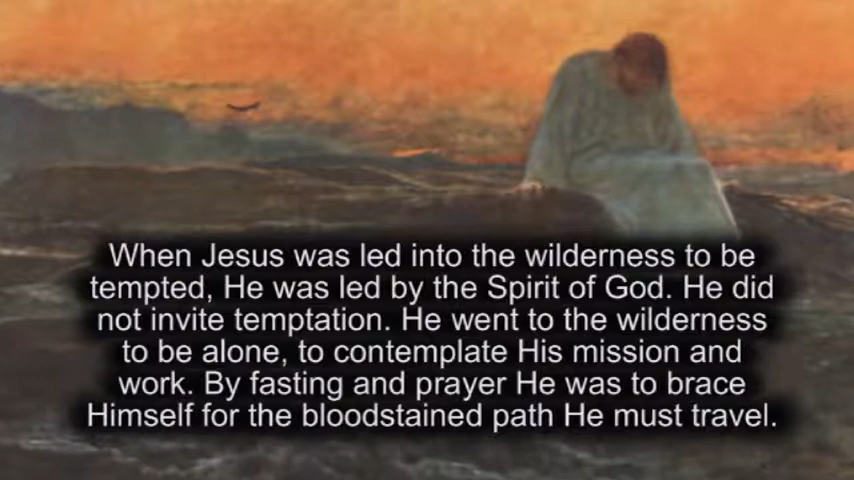 When Jesus was led into the wilderness to be
tempted, He was led by the Spirit of God. He did
not invite temptation. He went to the wilderness
to be alone, to contemplate His mission and
work. By fasting and prayer He was to brace
Himself for the bloodstained path He must travel.